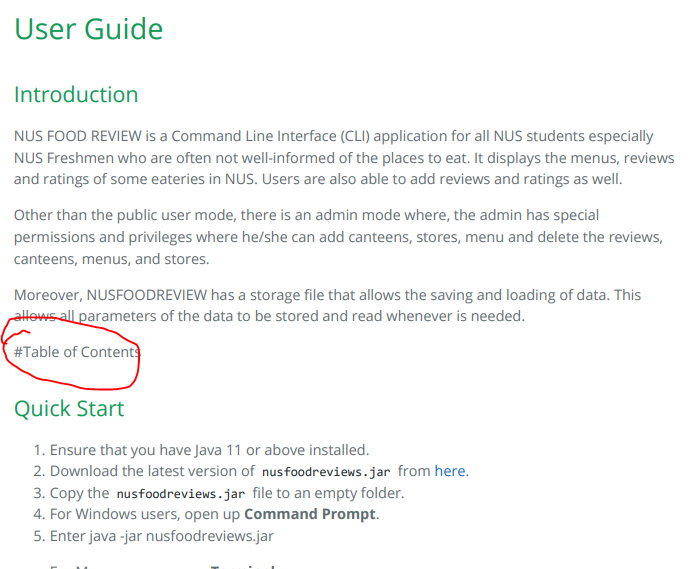 User Guide
Introduction
NUS FOOD REVIEW is a Command Line Interface (CLI) application for all NUS students especially
NUS Freshmen who are often not well-informed of the places to eat. It displays the menus, reviews
and ratings of some eateries in NUS. Users are also able to add reviews and ratings as well.
Other than the public user mode, there is an admin mode where, the admin has special
permissions and privileges where he/she can add canteens, stores, menu and delete the reviews,
canteens, menus, and stores.
Moreover, NUSFOODREVIEW has a storage file that allows the saving and loading of data. This
allows all parameters of the data to be stored and read whenever is needed.
#Table of Contents
Quick Start
1. Ensure that you have Java 11 or above installed.
2. Download the latest version of nusfoodreviews.jar from here.
3. Copy the nusfoodreviews.jar file to an empty folder.
4. For Windows users, open up Command Prompt.
5. Enter java -jar nusfoodreviews.jar